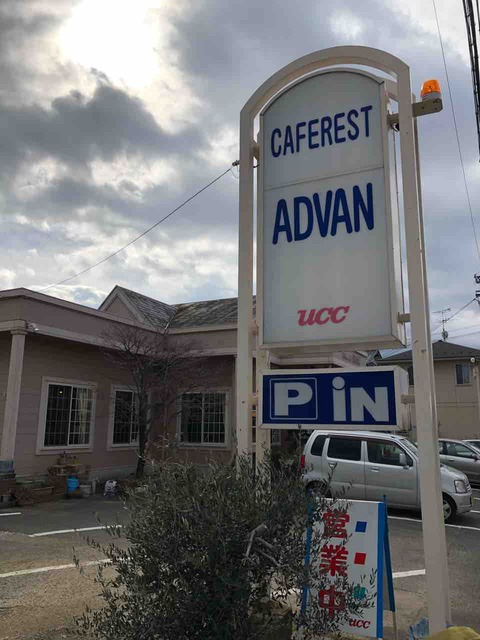 CAFEREST
ADVAN
UCC
P iN
営業中
UCC